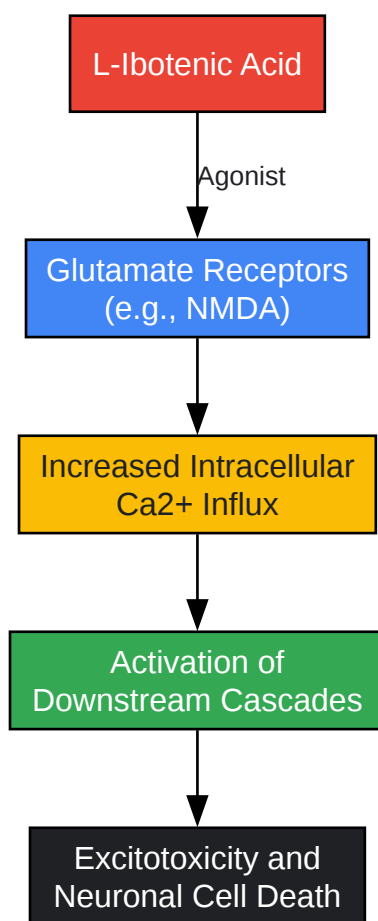 L-Ibotenic Acid
Agonist
Glutamate Receptors
(e.g., NMDA)
Increased Intracellular
Ca2+ Influx
Activation of
Downstream Cascades
Excitotoxicity and
Neuronal Cell Death